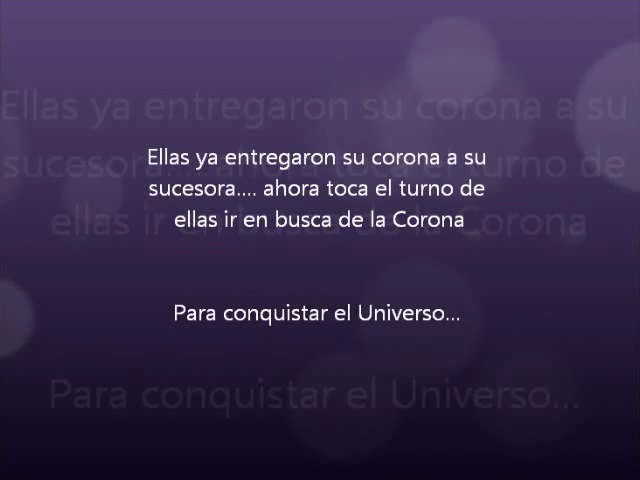 Ellas ya entregaron su corona a su
sucesora.... ahora toca el turno de
ellas ir en busca de la Corona
Para conquistar el Universo...